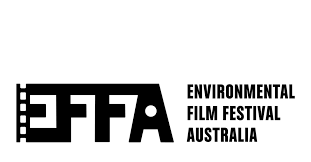 EFFA
ENVIRONMENTAL
FILM FESTIVAL
AUSTRALIA